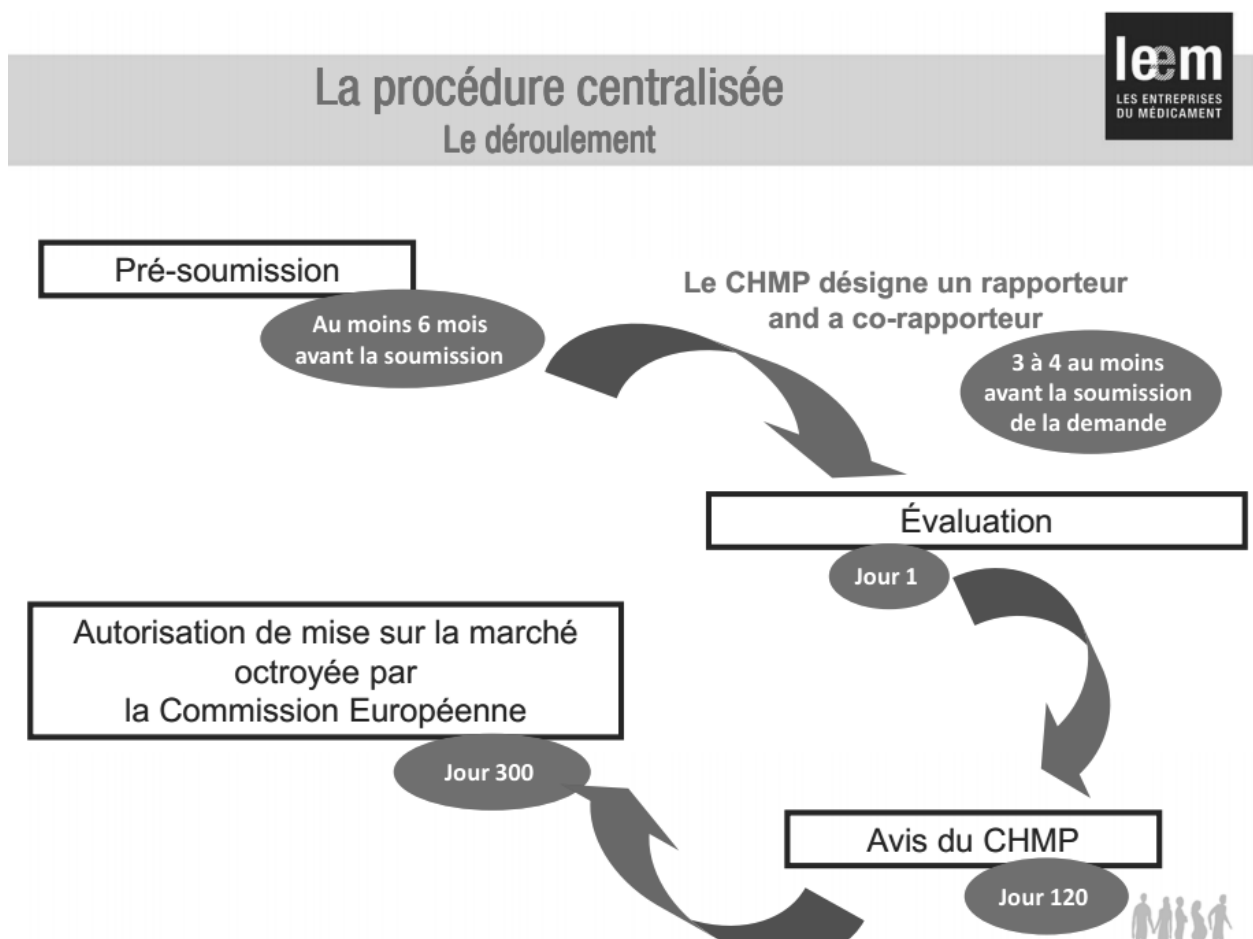 La procédure centralisée
Le déroulement
leem
LES ENTREPRISES
DU MÉDICAMENT
Pré-soumission
Au moins 6 mois
avant la soumission
Le CHMP désigne un rapporteur
and a co-rapporteur
3 à 4 au moins
avant la soumission
de la demande
Évaluation
Jour 1
Autorisation de mise sur la marché
octroyée par
la Commission Européenne
Jour 300
Avis du CHMP
Jour 120